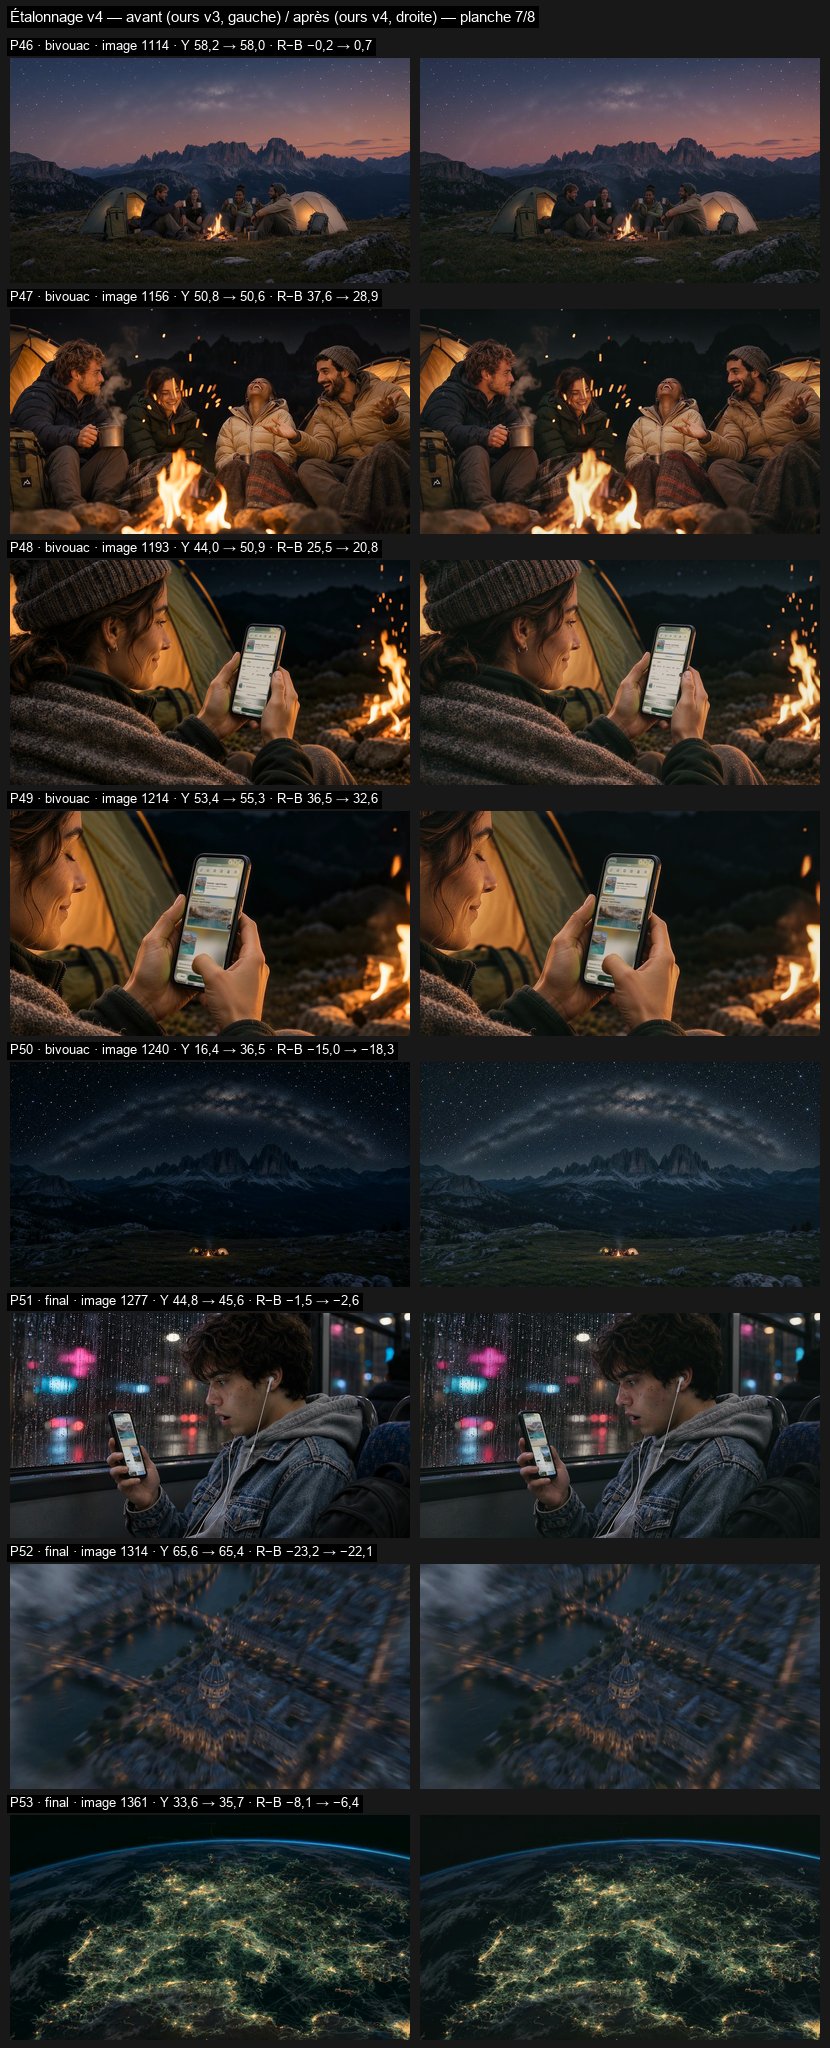 Étalonnage v4 — avant (ours v3, gauche) / après (ours v4, droite) — planche 7/8
P46 · bivouac · image 1114 · Y 58,2 → 58,0 · R−B −0,2 → 0,7
P47 · bivouac · image 1156 · Y 50,8 → 50,6 · R−B 37,6 → 28,9
P48 · bivouac · image 1193 · Y 44,0 → 50,9 · R−B 25,5 → 20,8
P49 · bivouac · image 1214 · Y 53,4 → 55,3 · R−B 36,5 → 32,6
P50 · bivouac · image 1240 · Y 16,4 → 36,5 · R−B −15,0 → −18,3
P51 · final · image 1277 · Y 44,8 → 45,6 · R−B −1,5 → −2,6
P52 · final · image 1314 · Y 65,6 → 65,4 · R−B −23,2 → −22,1
P53 · final · image 1361 · Y 33,6 → 35,7 · R−B −8,1 → −6,4